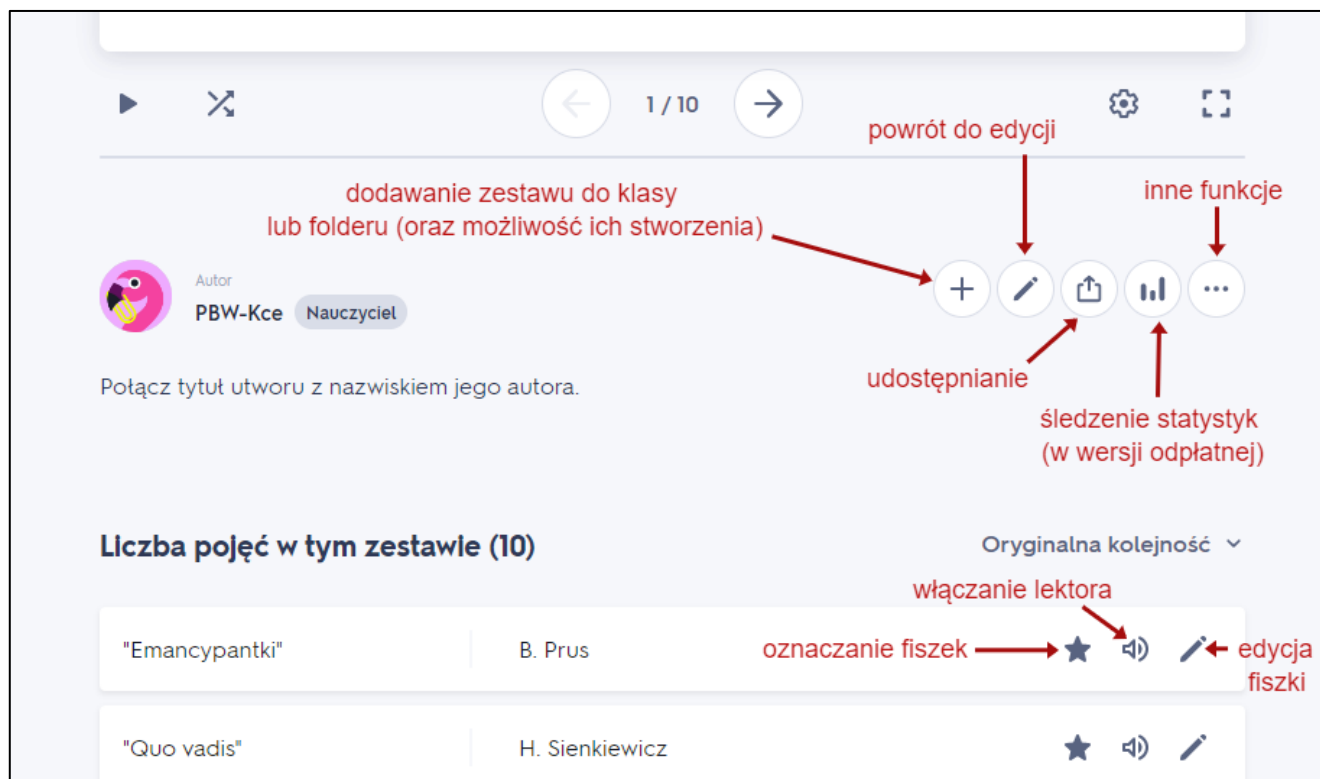 1 / 10
powrót do edycji
dodawanie zestawu do klasy
lub folderu (oraz możliwość ich stworzenia)
inne funkcje
Autor
PBW-Kce Nauczyciel
udostępnianie
Połącz tytuł utworu z nazwiskiem jego autora.
śledzenie statystyk
(w wersji odpłatnej)
Liczba pojęć w tym zestawie (10)
Oryginalna kolejność
włączanie lektora
"Emancypantki" B. Prus
oznaczanie fiszek
edycja
fiszki
"Quo vadis" H. Sienkiewicz